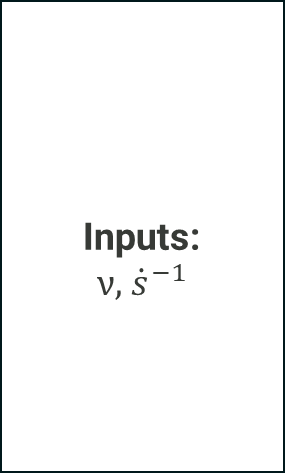 Inputs:
ν, ṡ⁻¹